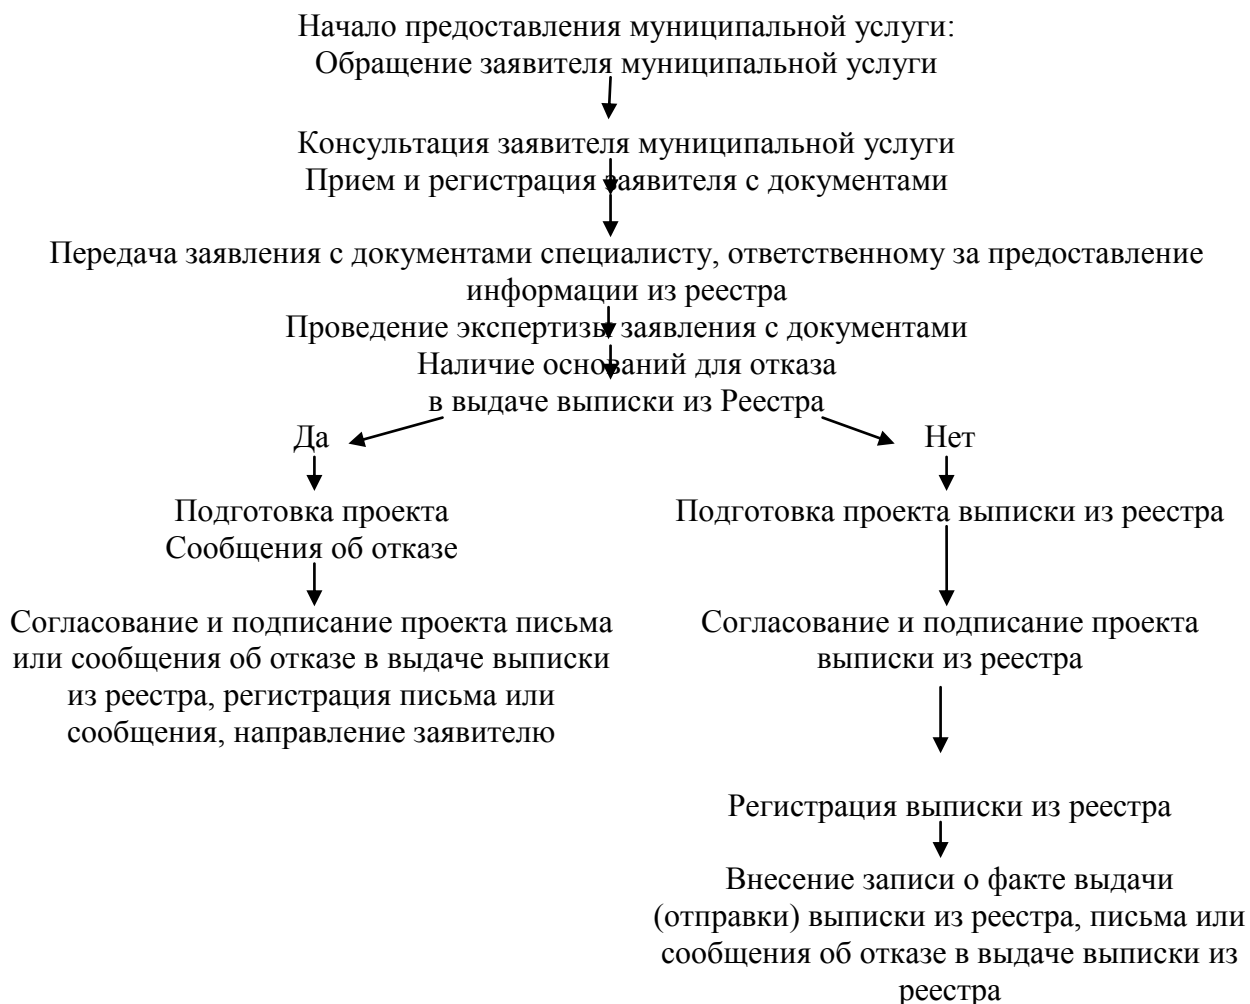 Начало предоставления муниципальной услуги:
Обращение заявителя муниципальной услуги
Консультация заявителя муниципальной услуги
Прием и регистрация заявителя с документами
Передача заявления с документами специалисту, ответственному за предоставление
информации из реестра
Проведение экспертизы заявления с документами
Наличие оснований для отказа
в выдаче выписки из Реестра
Да
Нет
Подготовка проекта
Сообщения об отказе
Подготовка проекта выписки из реестра
Согласование и подписание проекта письма
или сообщения об отказе в выдаче выписки
из реестра, регистрация письма или
сообщения, направление заявителю
Согласование и подписание проекта
выписки из реестра
Регистрация выписки из реестра
Внесение записи о факте выдачи
(отправки) выписки из реестра, письма или
сообщения об отказе в выдаче выписки из
реестра